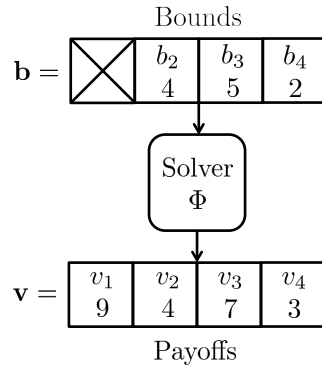 Bounds
b = b₂ b₃ b₄
4 5 2
Solver
Φ
v = v₁ v₂ v₃ v₄
9 4 7 3
Payoffs